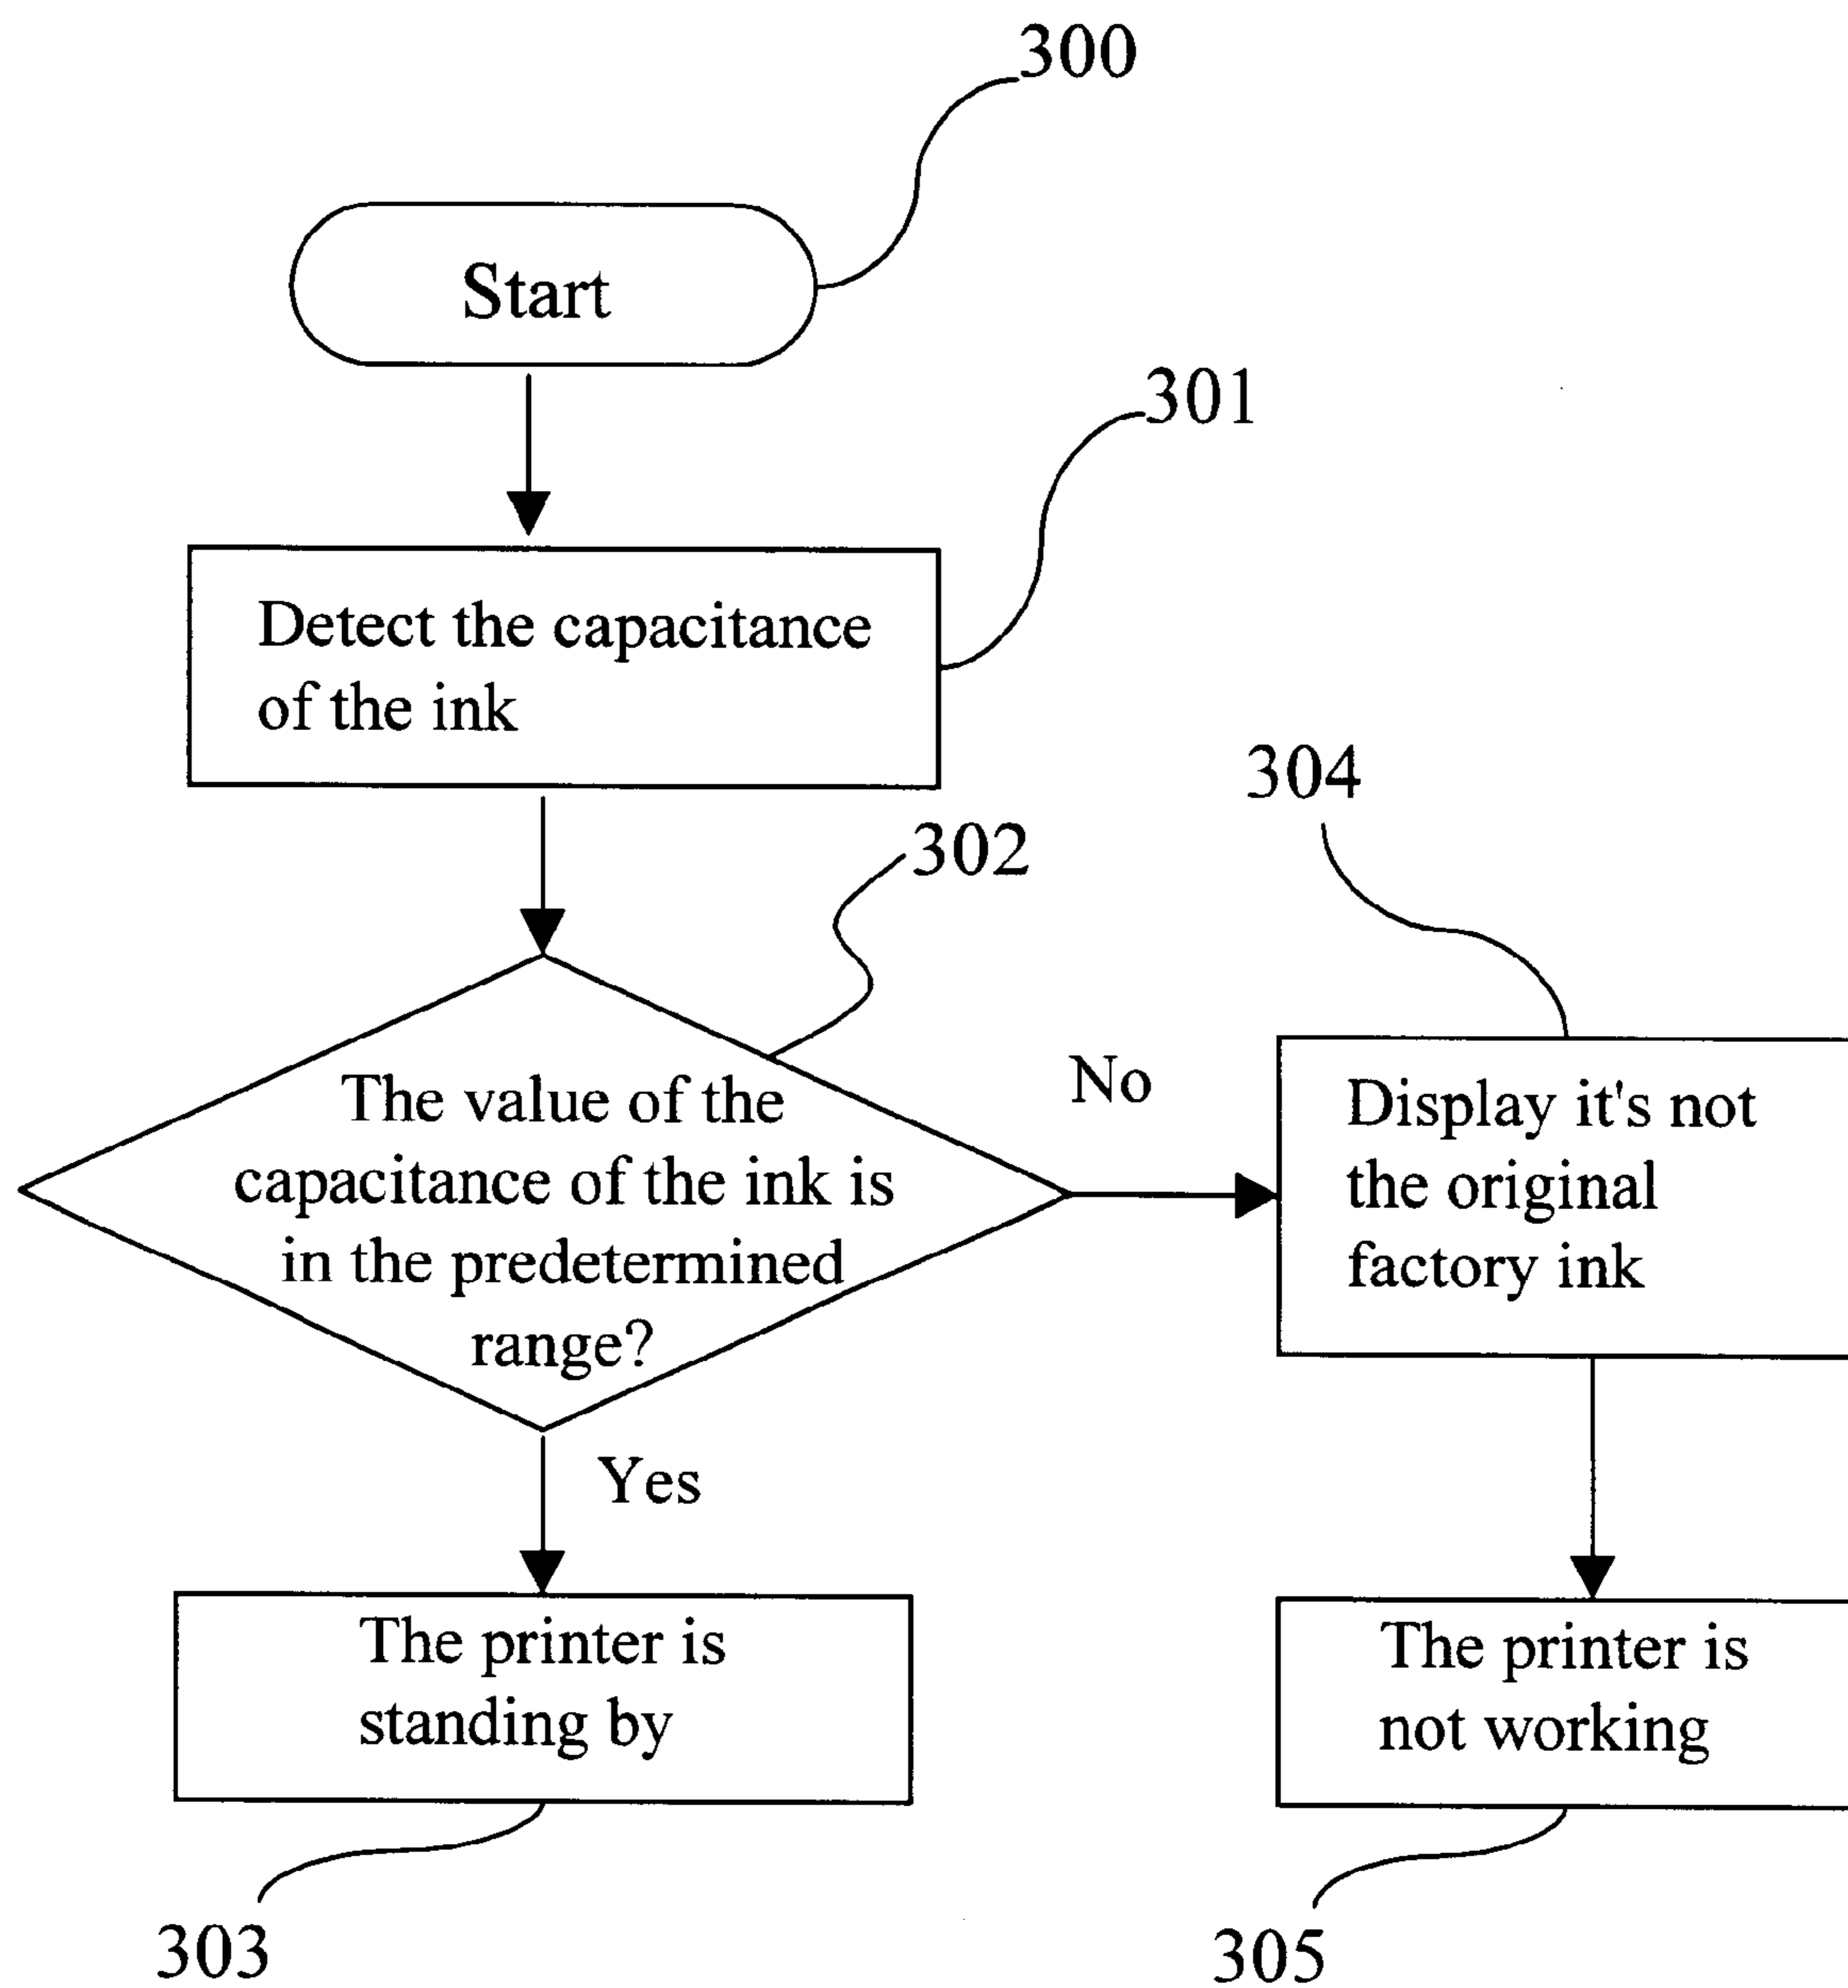 300
Start
301
Detect the capacitance
of the ink
304
302
The value of the
capacitance of the ink is
in the predetermined
range?
No
Display it's not
the original
factory ink
Yes
The printer is
standing by
The printer is
not working
303
305